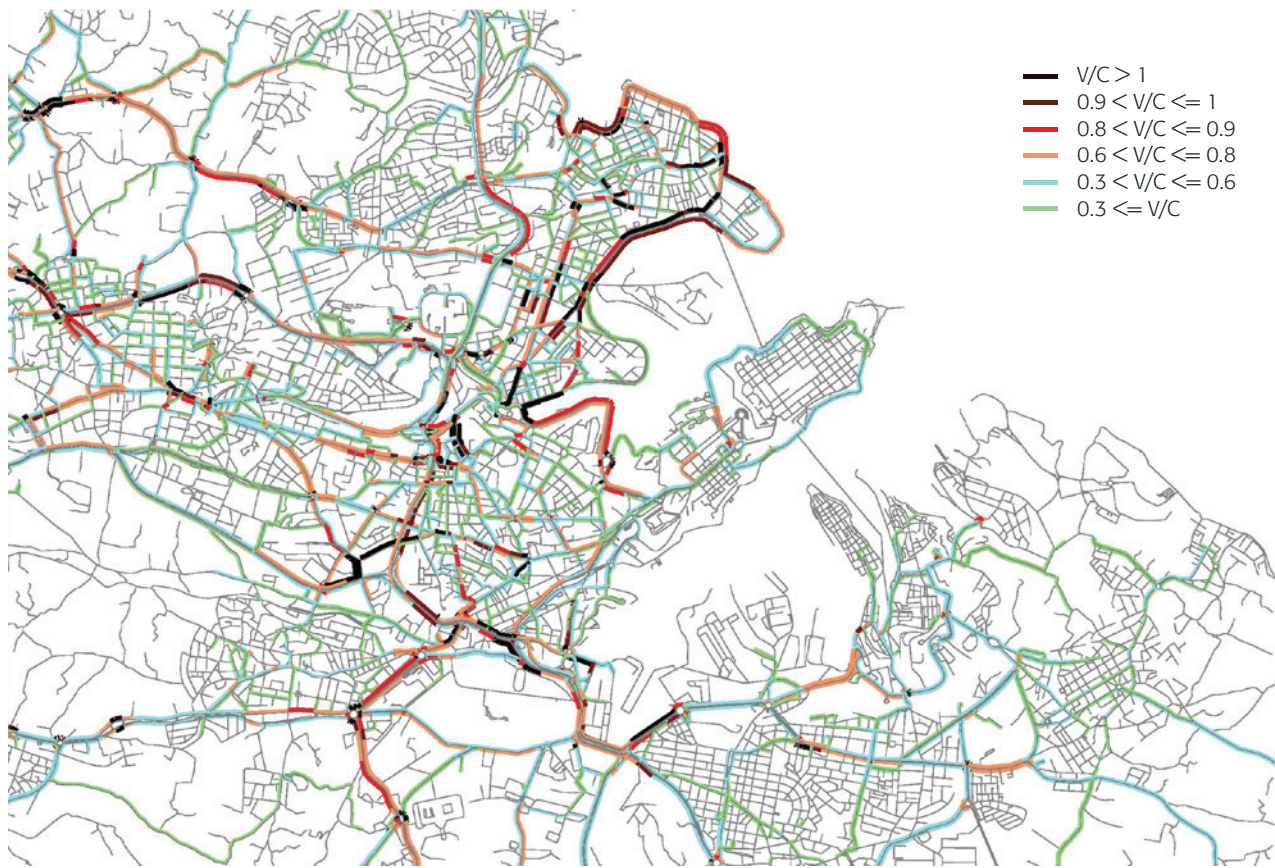 V/C > 1
0.9 < V/C <= 1
0.8 < V/C <= 0.9
0.6 < V/C <= 0.8
0.3 < V/C <= 0.6
0.3 <= V/C